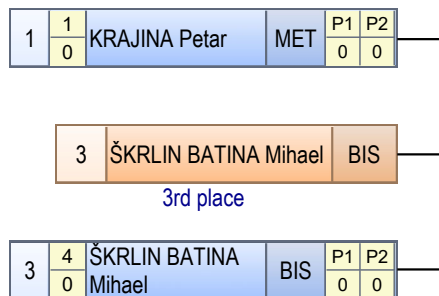 1 1 0 KRAJINA Petar MET P1 P2 0 0
3 ŠKRLIN BATINA Mihael BIS
3rd place
3 4 0 ŠKRLIN BATINA Mihael BIS P1 P2 0 0